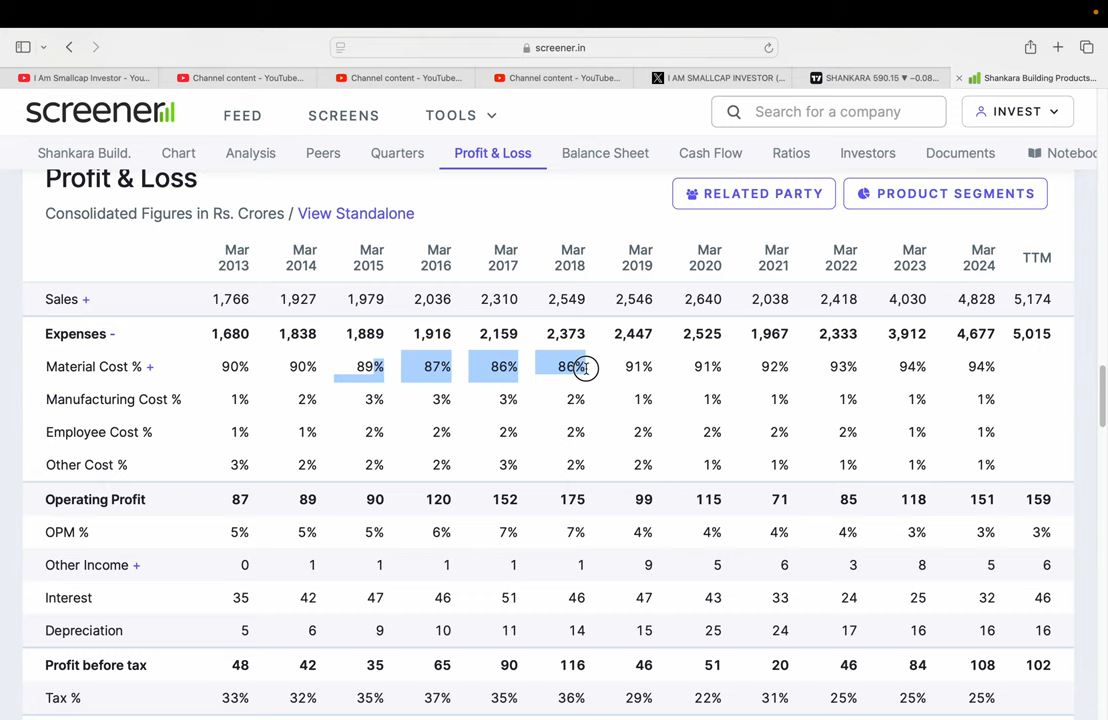 screener.in
I Am Smallcap Investor - You...
Channel content - YouTube...
Channel content - YouTube...
Channel content - YouTube...
I AM SMALLCAP INVESTOR (...
SHANKARA 590.15 ▼ −0.08...
Shankara Building Products...
screener
FEED
SCREENS
TOOLS
Search for a company
INVEST
Shankara Build. Chart Analysis Peers Quarters Profit & Loss Balance Sheet Cash Flow Ratios Investors Documents Noteboo
Profit & Loss
Consolidated Figures in Rs. Crores / View Standalone
RELATED PARTY
PRODUCT SEGMENTS
Mar 2013 Mar 2014 Mar 2015 Mar 2016 Mar 2017 Mar 2018 Mar 2019 Mar 2020 Mar 2021 Mar 2022 Mar 2023 Mar 2024 TTM
Sales + 1,766 1,927 1,979 2,036 2,310 2,549 2,546 2,640 2,038 2,418 4,030 4,828 5,174
Expenses - 1,680 1,838 1,889 1,916 2,159 2,373 2,447 2,525 1,967 2,333 3,912 4,677 5,015
Material Cost % + 90% 90% 89% 87% 86% 86% 91% 91% 92% 93% 94% 94%
Manufacturing Cost % 1% 2% 3% 3% 3% 2% 1% 1% 1% 1% 1% 1%
Employee Cost % 1% 1% 2% 2% 2% 2% 2% 2% 2% 2% 1% 1%
Other Cost % 3% 2% 2% 2% 3% 2% 2% 1% 1% 1% 1% 1%
Operating Profit 87 89 90 120 152 175 99 115 71 85 118 151 159
OPM % 5% 5% 5% 6% 7% 7% 4% 4% 4% 4% 3% 3% 3%
Other Income + 0 1 1 1 1 1 9 5 6 3 8 5 6
Interest 35 42 47 46 51 46 47 43 33 24 25 32 46
Depreciation 5 6 9 10 11 14 15 25 24 17 16 16 16
Profit before tax 48 42 35 65 90 116 46 51 20 46 84 108 102
Tax % 33% 32% 35% 37% 35% 36% 29% 22% 31% 25% 25% 25%